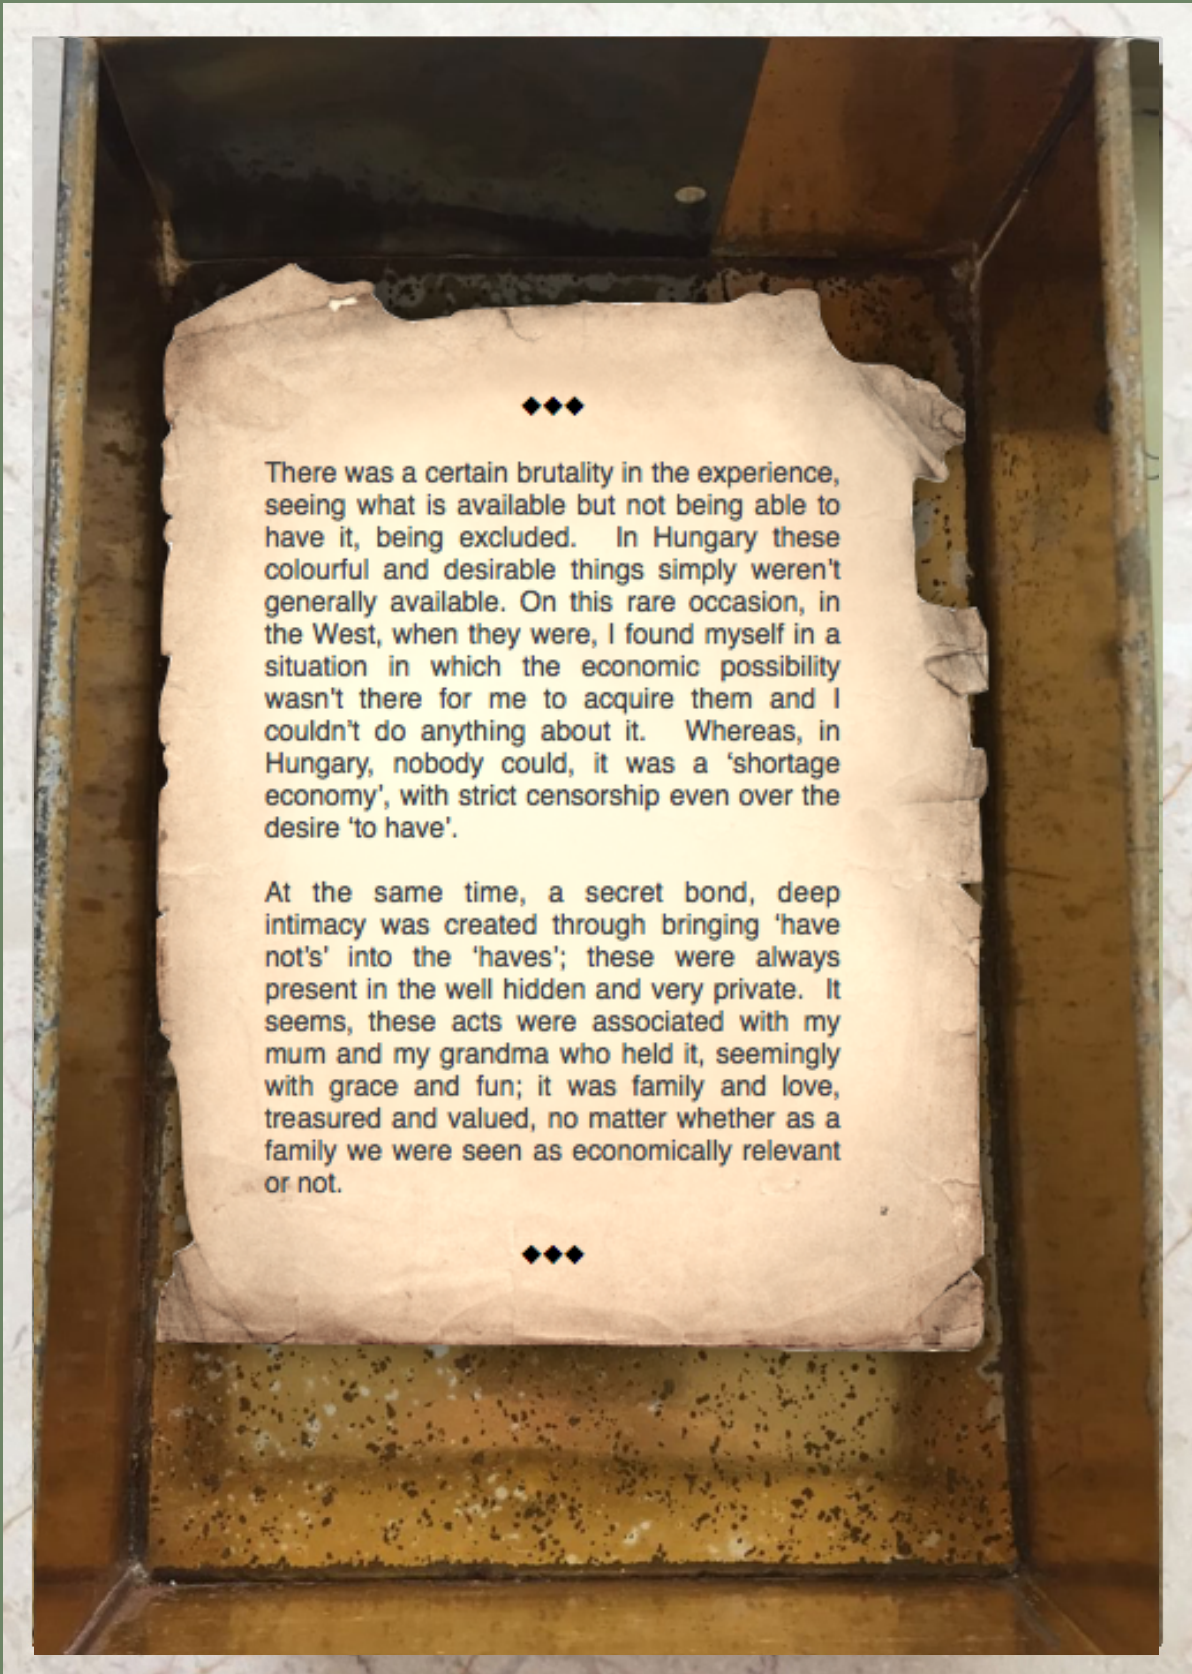 There was a certain brutality in the experience,
seeing what is available but not being able to
have it, being excluded. In Hungary these
colourful and desirable things simply weren't
generally available. On this rare occasion, in
the West, when they were, I found myself in a
situation in which the economic possibility
wasn't there for me to acquire them and I
couldn't do anything about it. Whereas, in
Hungary, nobody could, it was a ‘shortage
economy’, with strict censorship even over the
desire ‘to have’.
At the same time, a secret bond, deep
intimacy was created through bringing ‘have
not's’ into the ‘haves’; these were always
present in the well hidden and very private. It
seems, these acts were associated with my
mum and my grandma who held it, seemingly
with grace and fun; it was family and love,
treasured and valued, no matter whether as a
family we were seen as economically relevant
or not.